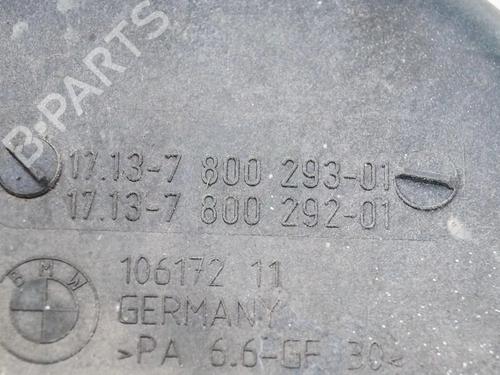 B-PARTS
17.13-7 800 293-01
17.13-7 800 292-01
BMW
106172 11
GERMANY
>PA 6.6-GF 30<